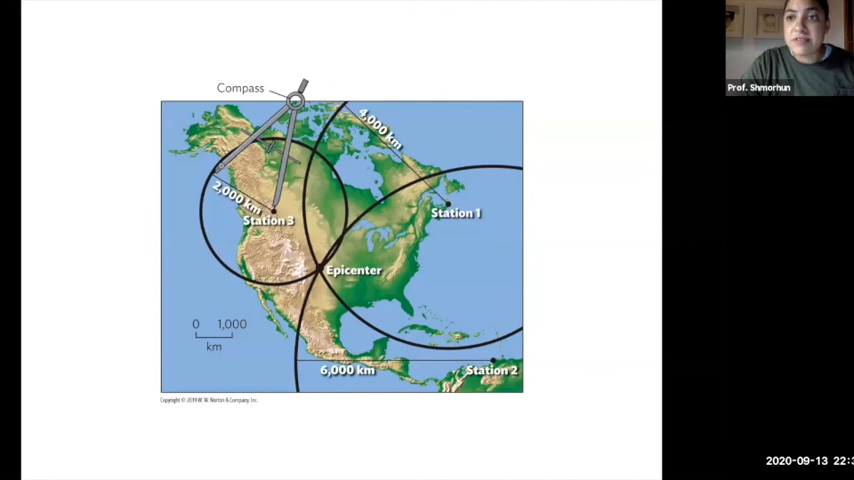 Prof. Shmorhun
Compass
4,000 km
2,000 km
Station 1
Station 3
Epicenter
0 1,000
km
6,000 km
Station 2
Copyright © 2019 W. W. Norton & Company, Inc.
2020-09-13 22:3